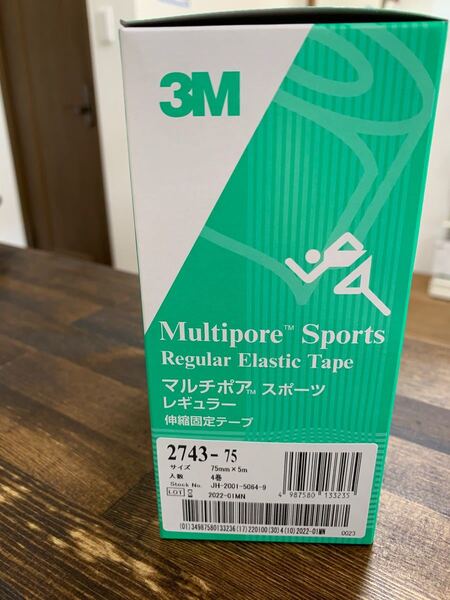 3M
Multipore™ Sports
Regular Elastic Tape
マルチポア™ スポーツ
レギュラー
伸縮固定テープ
2743-75
サイズ 75mm×5m
入数 4巻
Stock No. JH-2001-5064-9
LOT 2022-01MN
4 987580 133235
(01)34987580133236(17)220100(30)4(10)2022-01MN
0023